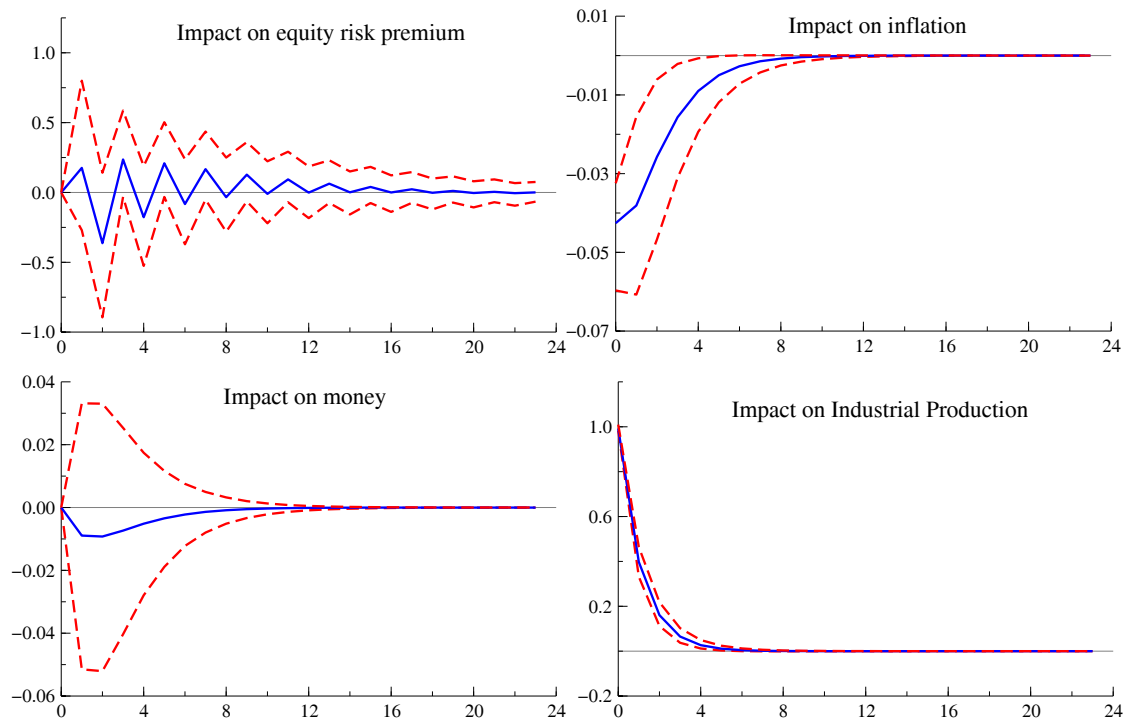 Impact on equity risk premium
1.0
0.5
0.0
−0.5
−1.0
0 4 8 12 16 20 24
Impact on inflation
0.01
−0.01
−0.03
−0.05
−0.07
0 4 8 12 16 20 24
Impact on money
0.04
0.02
0.00
−0.02
−0.04
−0.06
0 4 8 12 16 20 24
Impact on Industrial Production
1.0
0.6
0.2
−0.2
0 4 8 12 16 20 24